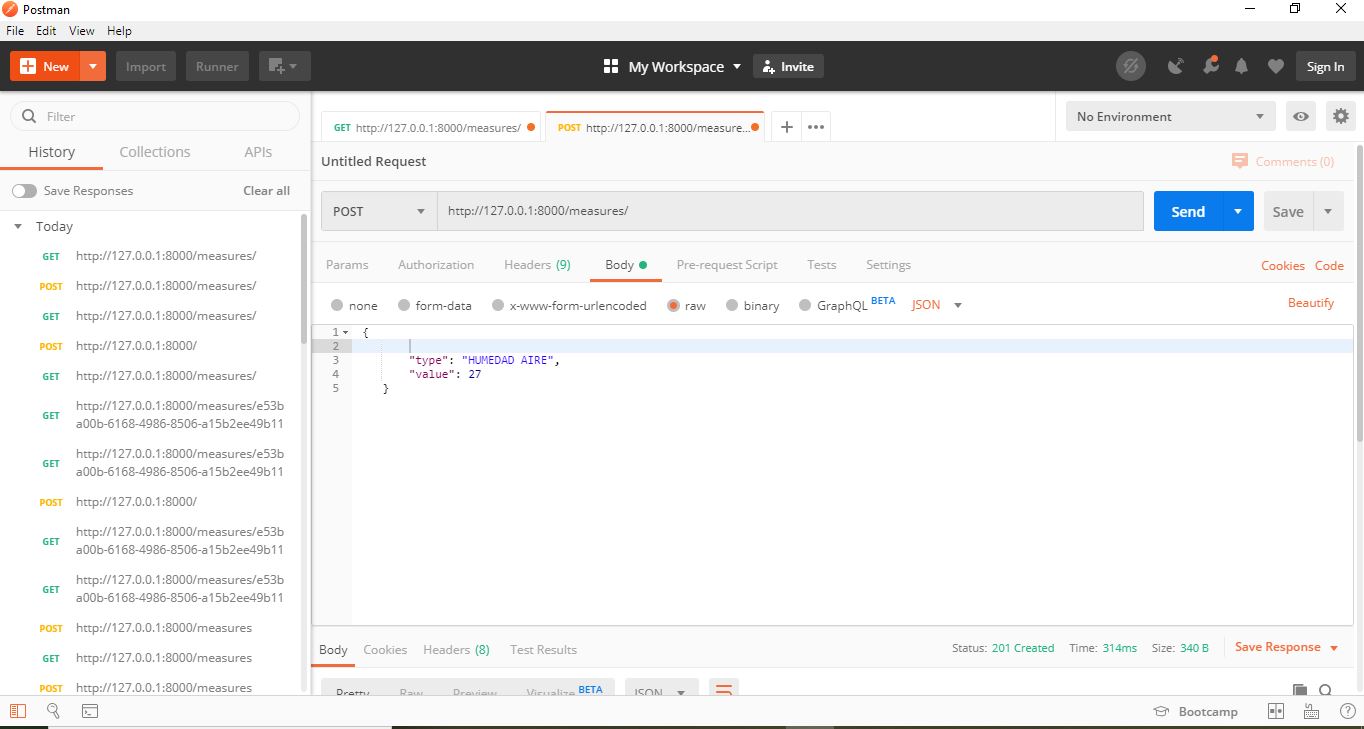 Postman
File Edit View Help
New Import Runner My Workspace Invite Sign In
Filter
History Collections APIs
Save Responses Clear all
Today
GET http://127.0.0.1:8000/measures/
POST http://127.0.0.1:8000/measures/
GET http://127.0.0.1:8000/measures/
POST http://127.0.0.1:8000/
GET http://127.0.0.1:8000/measures/
GET http://127.0.0.1:8000/measures/e53b
a00b-6168-4986-8506-a15b2ee49b11
GET http://127.0.0.1:8000/measures/e53b
a00b-6168-4986-8506-a15b2ee49b11
POST http://127.0.0.1:8000/
GET http://127.0.0.1:8000/measures/e53b
a00b-6168-4986-8506-a15b2ee49b11
GET http://127.0.0.1:8000/measures/e53b
a00b-6168-4986-8506-a15b2ee49b11
POST http://127.0.0.1:8000/measures
GET http://127.0.0.1:8000/measures
POST http://127.0.0.1:8000/measures
GET http://127.0.0.1:8000/measures/ POST http://127.0.0.1:8000/measure... No Environment
Untitled Request Comments (0)
POST http://127.0.0.1:8000/measures/ Send Save
Params Authorization Headers (9) Body Pre-request Script Tests Settings Cookies Code
none form-data x-www-form-urlencoded raw binary GraphQL BETA JSON Beautify
1 {
2
3 "type": "HUMEDAD AIRE",
4 "value": 27
5 }
Body Cookies Headers (8) Test Results Status: 201 Created Time: 314ms Size: 340 B Save Response
Pretty Raw Preview Visualize BETA JSON
Bootcamp